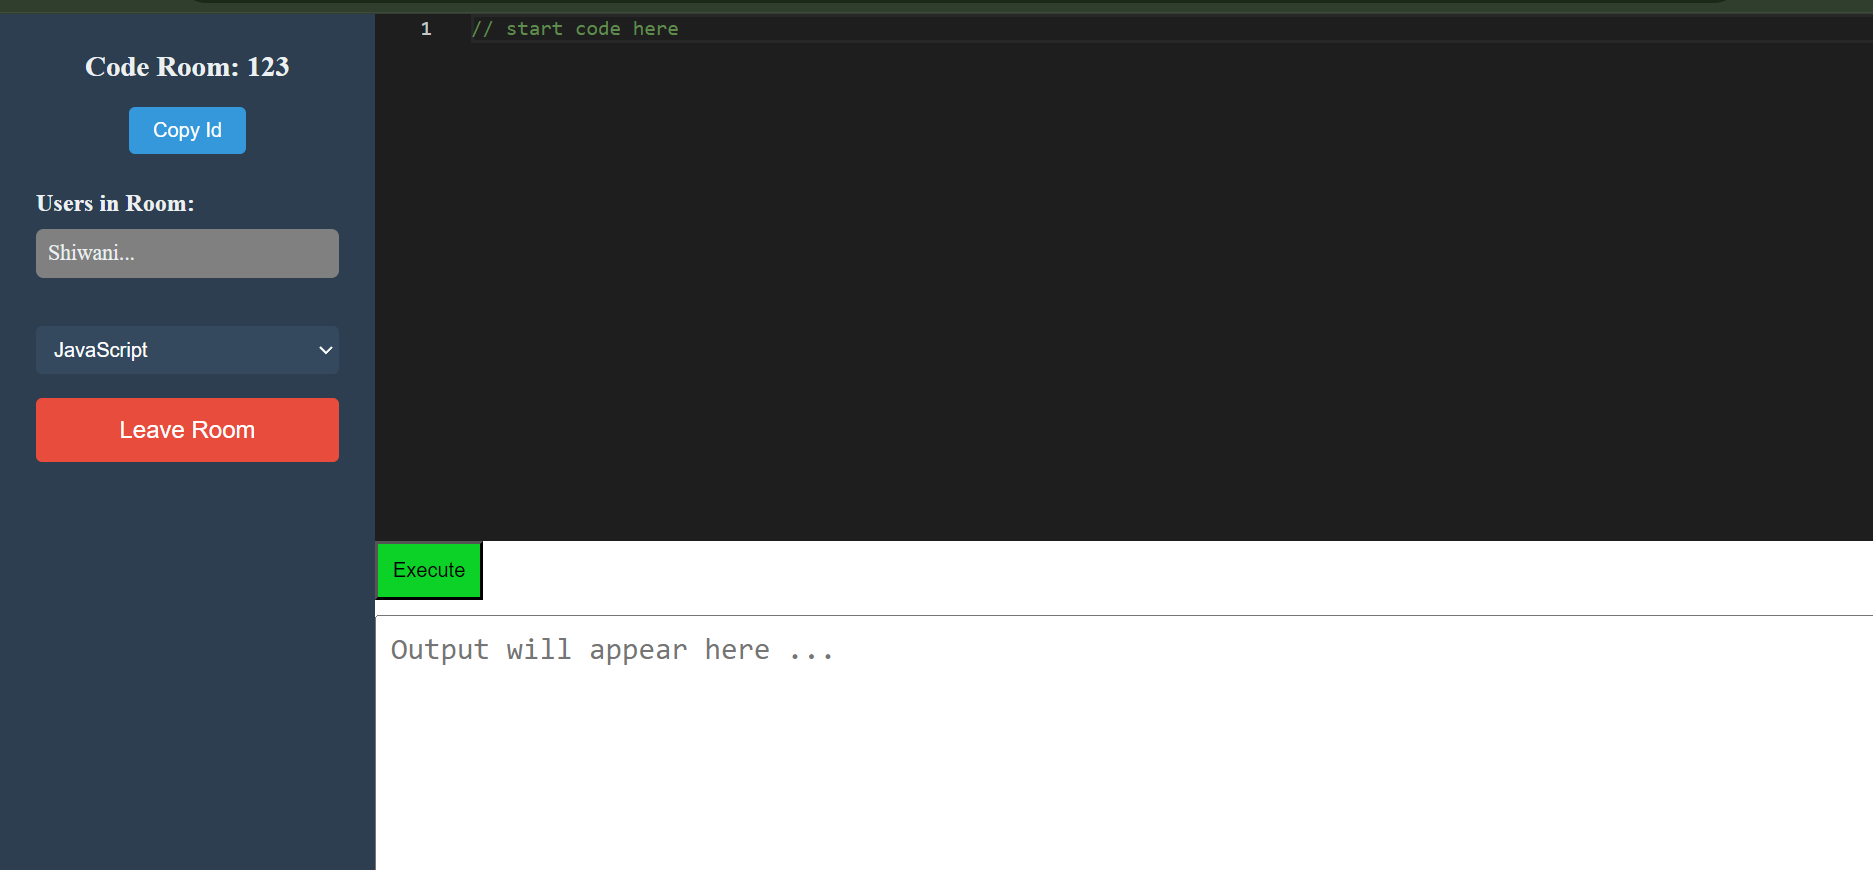 Code Room: 123
Copy Id
Users in Room:
Shiwani...
JavaScript
Leave Room
1 // start code here
Execute
Output will appear here ...